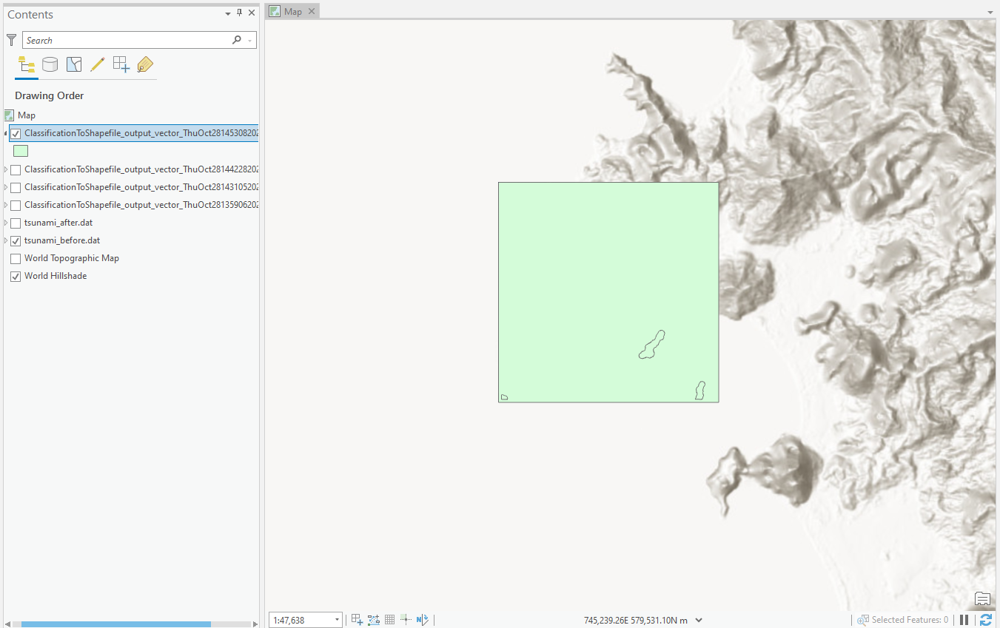 Contents
Map
Search
Drawing Order
Map
ClassificationToShapefile_output_vector_ThuOct28145308202
ClassificationToShapefile_output_vector_ThuOct28144228202
ClassificationToShapefile_output_vector_ThuOct28143105202
ClassificationToShapefile_output_vector_ThuOct28135906202
tsunami_after.dat
tsunami_before.dat
World Topographic Map
World Hillshade
1:47,638
745,239.26E 579,531.10N m
Selected Features: 0